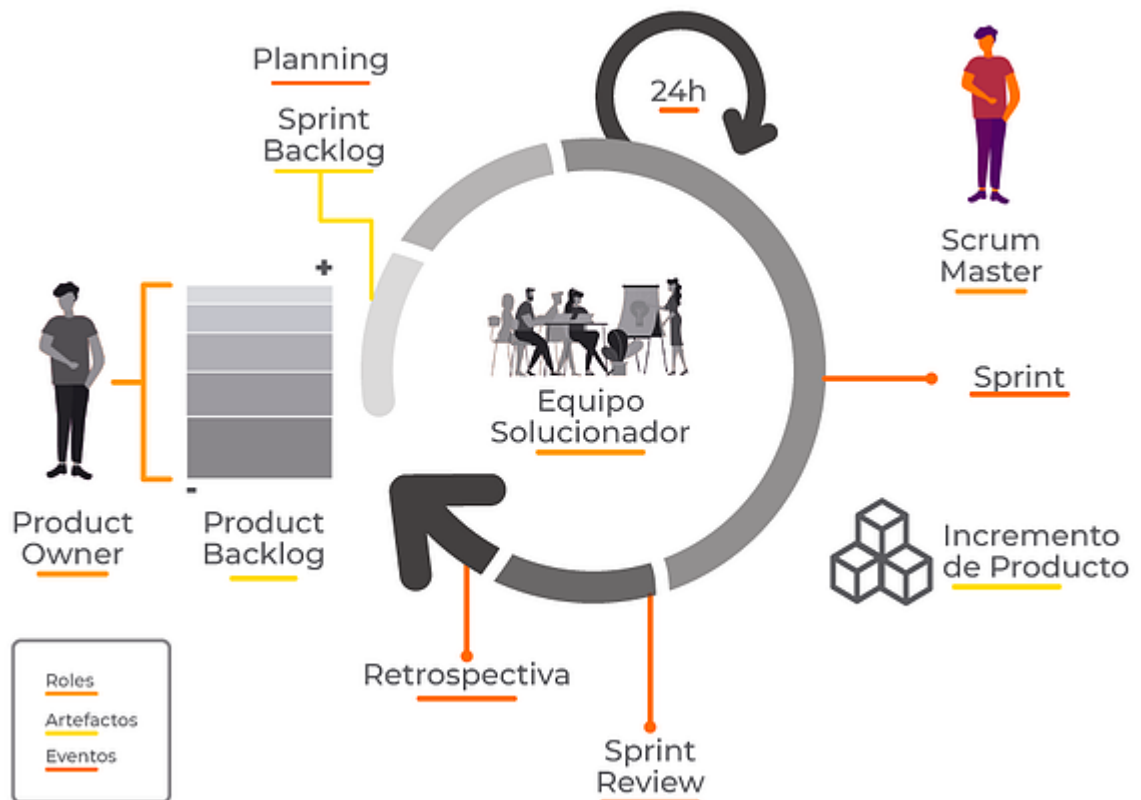 Planning
Sprint
Backlog
24h
Scrum
Master
+
Equipo
Solucionador
Sprint
-
Product
Owner
Product
Backlog
Incremento
de Producto
Retrospectiva
Sprint
Review
Roles
Artefactos
Eventos